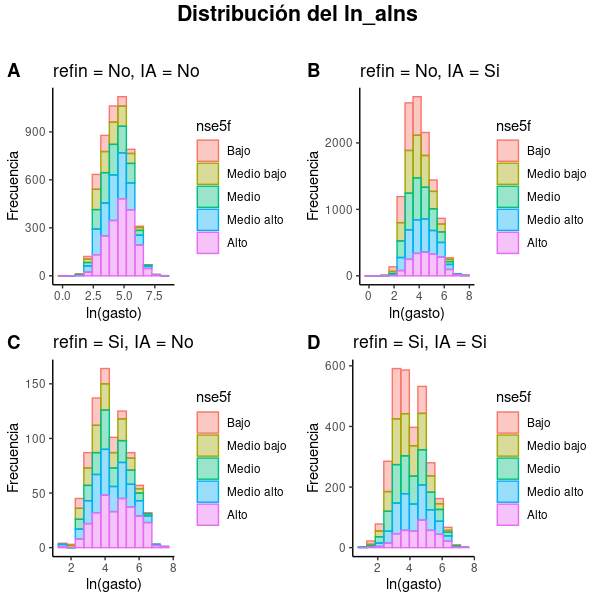 Distribución del ln_alns
A
refin = No, IA = No
Frecuencia
900
600
300
0
0.0 2.5 5.0 7.5
ln(gasto)
nse5f
Bajo
Medio bajo
Medio
Medio alto
Alto
B
refin = No, IA = Si
Frecuencia
2000
1000
0
0 2 4 6 8
ln(gasto)
nse5f
Bajo
Medio bajo
Medio
Medio alto
Alto
C
refin = Si, IA = No
Frecuencia
150
100
50
0
2 4 6 8
ln(gasto)
nse5f
Bajo
Medio bajo
Medio
Medio alto
Alto
D
refin = Si, IA = Si
Frecuencia
600
400
200
0
2 4 6 8
ln(gasto)
nse5f
Bajo
Medio bajo
Medio
Medio alto
Alto